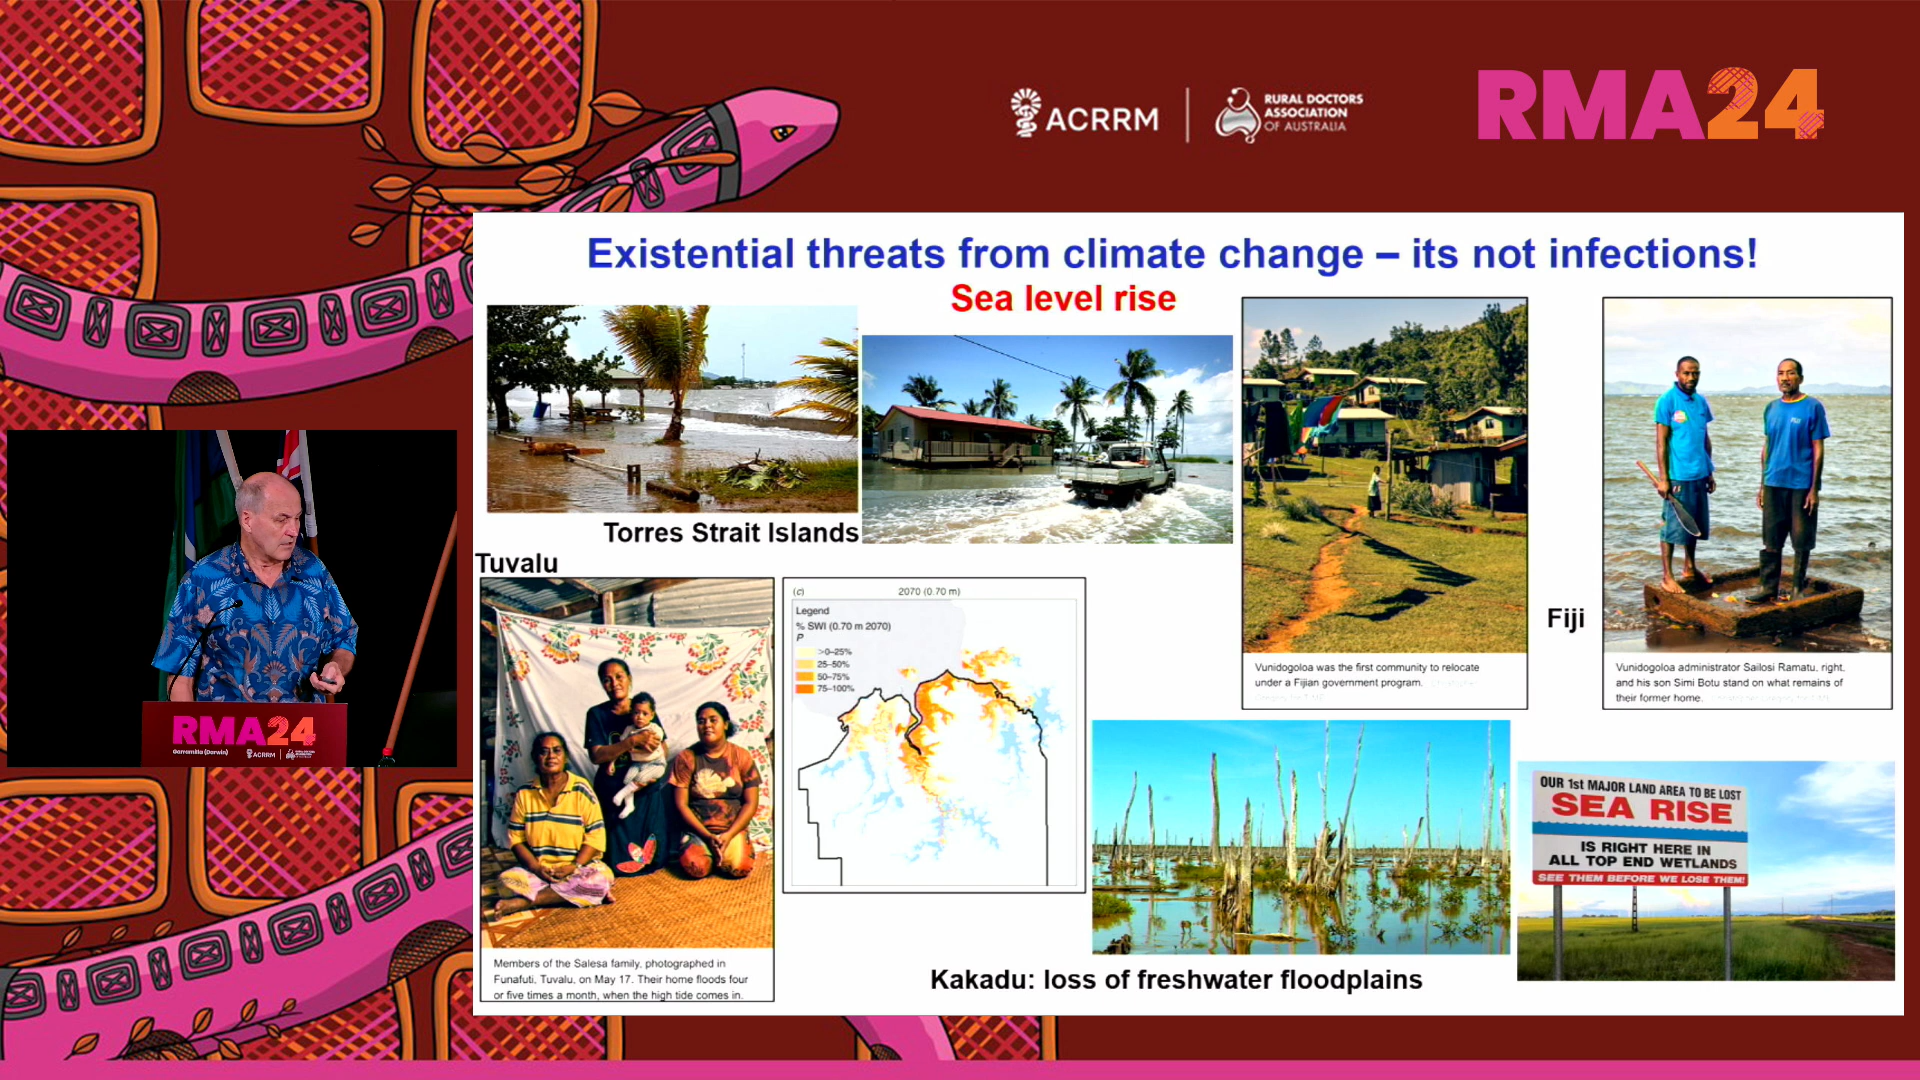 ACRRM
RURAL DOCTORS
ASSOCIATION
OF AUSTRALIA
RMA24
Existential threats from climate change – its not infections!
Sea level rise
Torres Strait Islands
Tuvalu
Members of the Salesa family, photographed in
Funafuti, Tuvalu, on May 17. Their home floods four
or five times a month, when the high tide comes in.
(c) 2070 (0.70 m)
Legend
% SWI (0.70 m 2070)
P
>0–25%
25–50%
50–75%
75–100%
Vunidogoloa was the first community to relocate
under a Fijian government program.
Fiji
FIJI
Vunidogoloa administrator Sailosi Ramatu, right,
and his son Simi Botu stand on what remains of
their former home.
Kakadu: loss of freshwater floodplains
OUR 1st MAJOR LAND AREA TO BE LOST
SEA RISE
IS RIGHT HERE IN
ALL TOP END WETLANDS
SEE THEM BEFORE WE LOSE THEM!
RMA24
Garramilla (Darwin)
ACRRM